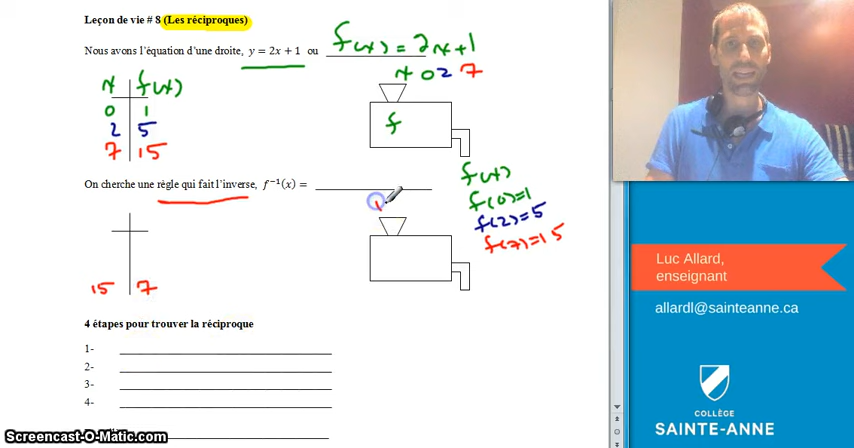 Leçon de vie # 8 (Les réciproques)
Nous avons l'équation d'une droite, y = 2x + 1 ou f(x) = 2x+1
x 0 2 7
x f(x)
0 1
2 5
7 15
f
f(x)
f(0)=1
f(2)=5
f(7)=15
On cherche une règle qui fait l'inverse, f⁻¹(x) =
15 7
4 étapes pour trouver la réciproque
1-
2-
3-
4-
Luc Allard,
enseignant
allardl@sainteanne.ca
COLLÈGE
SAINTE-ANNE
Screencast-O-Matic.com